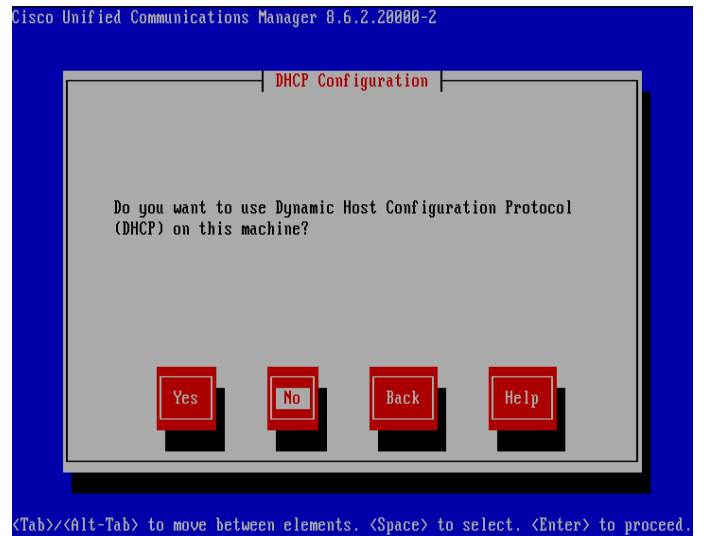 Cisco Unified Communications Manager 8.6.2.20000-2
DHCP Configuration
Do you want to use Dynamic Host Configuration Protocol
(DHCP) on this machine?
Yes No Back Help
<Tab>/<Alt-Tab> to move between elements. <Space> to select. <Enter> to proceed.